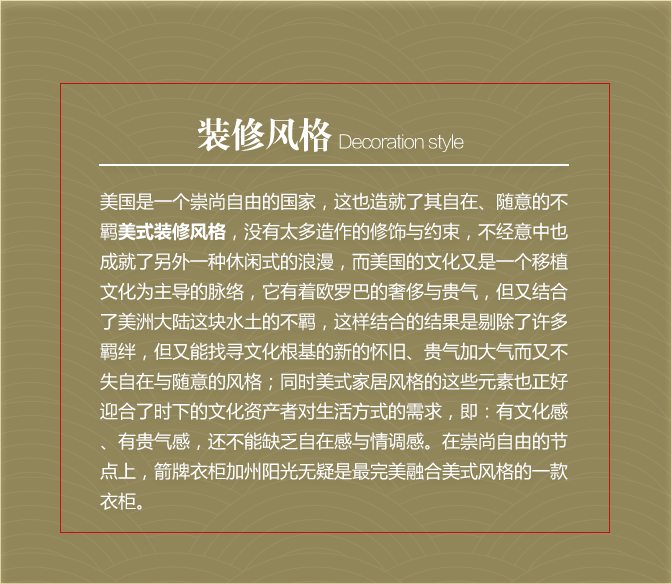 装修风格 Decoration style
美国是一个崇尚自由的国家，这也造就了其自在、随意的不
羁美式装修风格，没有太多造作的修饰与约束，不经意中也
成就了另外一种休闲式的浪漫，而美国的文化又是一个移植
文化为主导的脉络，它有着欧罗巴的奢侈与贵气，但又结合
了美洲大陆这块水土的不羁，这样结合的结果是剔除了许多
羁绊，但又能找寻文化根基的新的怀旧、贵气加大气而又不
失自在与随意的风格；同时美式家居风格的这些元素也正好
迎合了时下的文化资产者对生活方式的需求，即：有文化感
、有贵气感，还不能缺乏自在感与情调感。在崇尚自由的节
点上，箭牌衣柜加州阳光无疑是最完美融合美式风格的一款
衣柜。